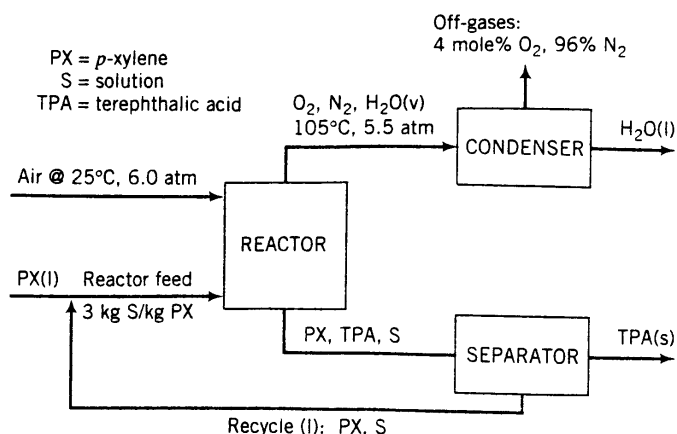 PX = p-xylene
S = solution
TPA = terephthalic acid
Off-gases:
4 mole% O₂, 96% N₂
O₂, N₂, H₂O(v)
105°C, 5.5 atm
CONDENSER
H₂O(l)
Air @ 25°C, 6.0 atm
REACTOR
PX(l) Reactor feed
3 kg S/kg PX
PX, TPA, S
SEPARATOR
TPA(s)
Recycle (l): PX, S